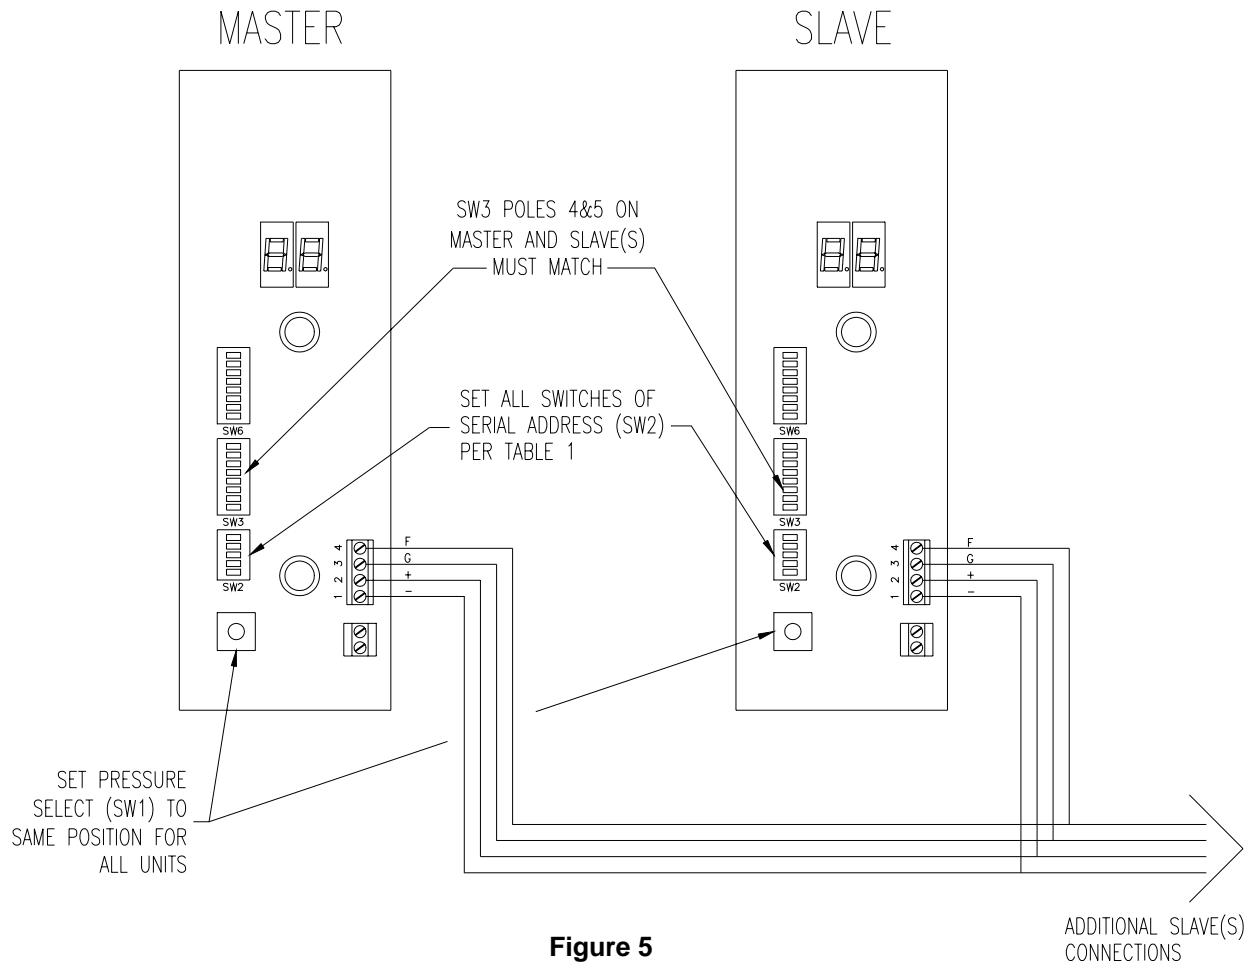 MASTER
SLAVE
SW3 POLES 4&5 ON
MASTER AND SLAVE(S)
MUST MATCH
SET ALL SWITCHES OF
SERIAL ADDRESS (SW2)
PER TABLE 1
SW6
SW3
SW2
4
3
2
1
F
G
+
-
SW6
SW3
SW2
4
3
2
1
F
G
+
-
SET PRESSURE
SELECT (SW1) TO
SAME POSITION FOR
ALL UNITS
ADDITIONAL SLAVE(S)
CONNECTIONS
Figure 5